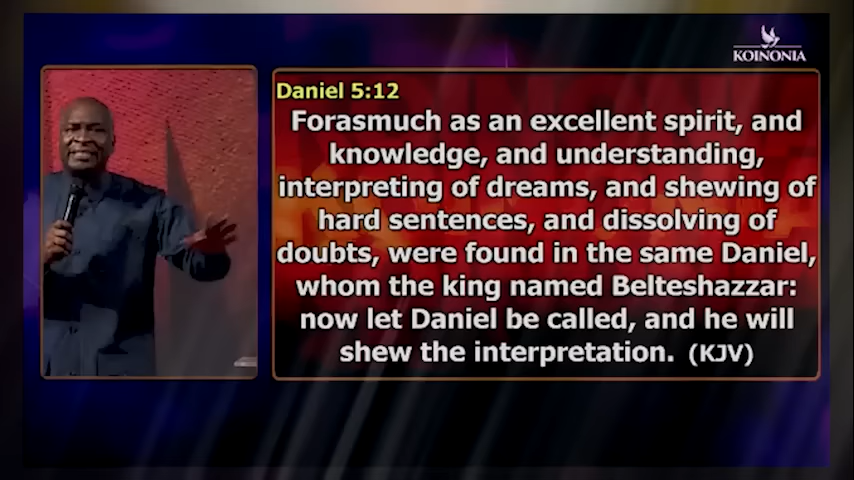 KOINONIA
Daniel 5:12
Forasmuch as an excellent spirit, and
knowledge, and understanding,
interpreting of dreams, and shewing of
hard sentences, and dissolving of
doubts, were found in the same Daniel,
whom the king named Belteshazzar:
now let Daniel be called, and he will
shew the interpretation. (KJV)